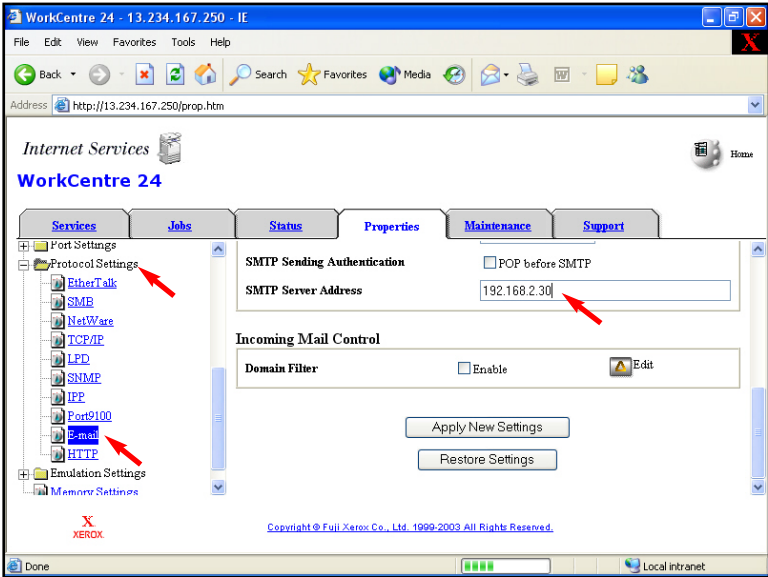 WorkCentre 24 - 13.234.167.250 - IE
File Edit View Favorites Tools Help
X
Back Search Favorites Media W
Address http://13.234.167.250/prop.htm
Internet Services Home
WorkCentre 24
Services Jobs Status Properties Maintenance Support
Port Settings
Protocol Settings
EtherTalk
SMB
NetWare
TCP/IP
LPD
SNMP
IPP
Port9100
E-mail
HTTP
Emulation Settings
Memory Settings
SMTP Sending Authentication POP before SMTP
SMTP Server Address 192.168.2.30
Incoming Mail Control
Domain Filter Enable Edit
Apply New Settings
Restore Settings
X
XEROX.
Copyright © Fuji Xerox Co., Ltd. 1999-2003 All Rights Reserved.
Done Local intranet